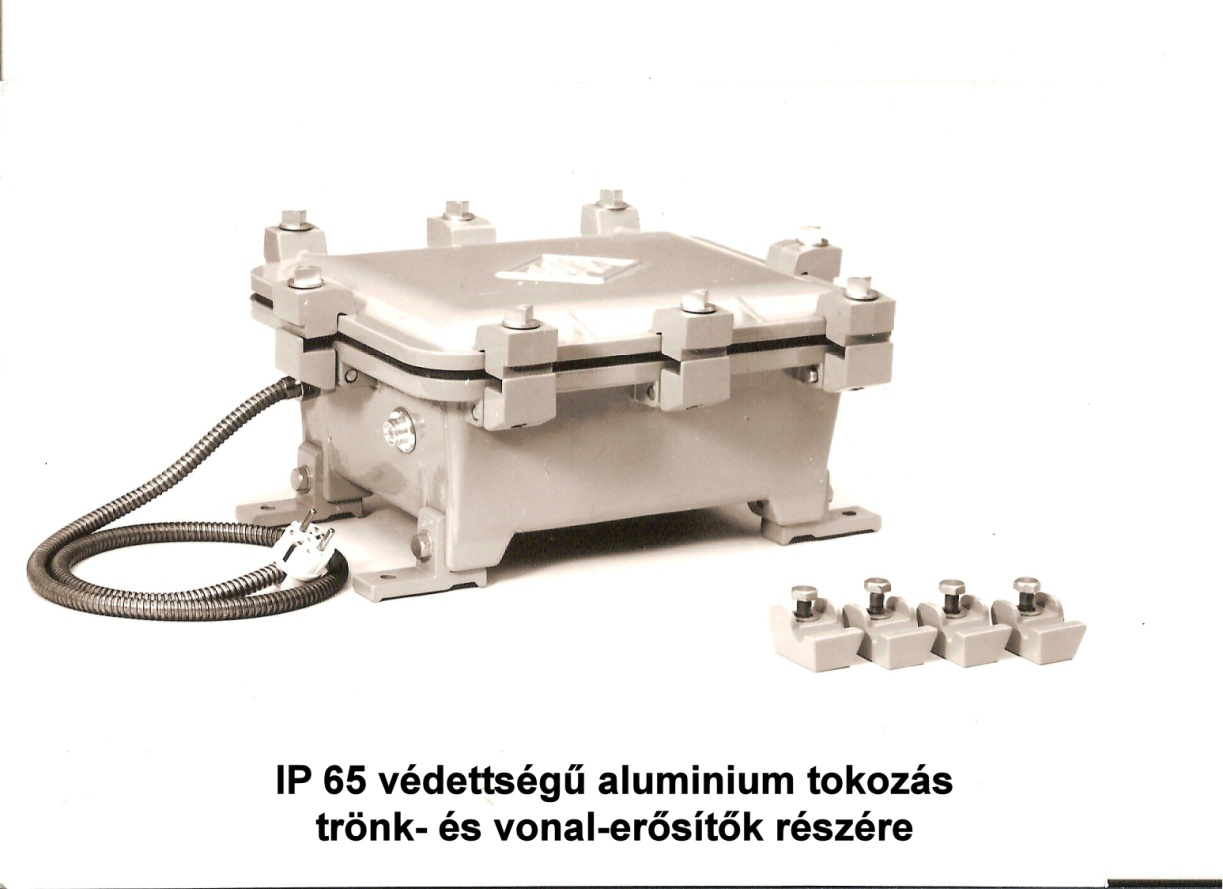 IP 65 védettségű aluminium tokozás
trönk- és vonal-erősítők részére